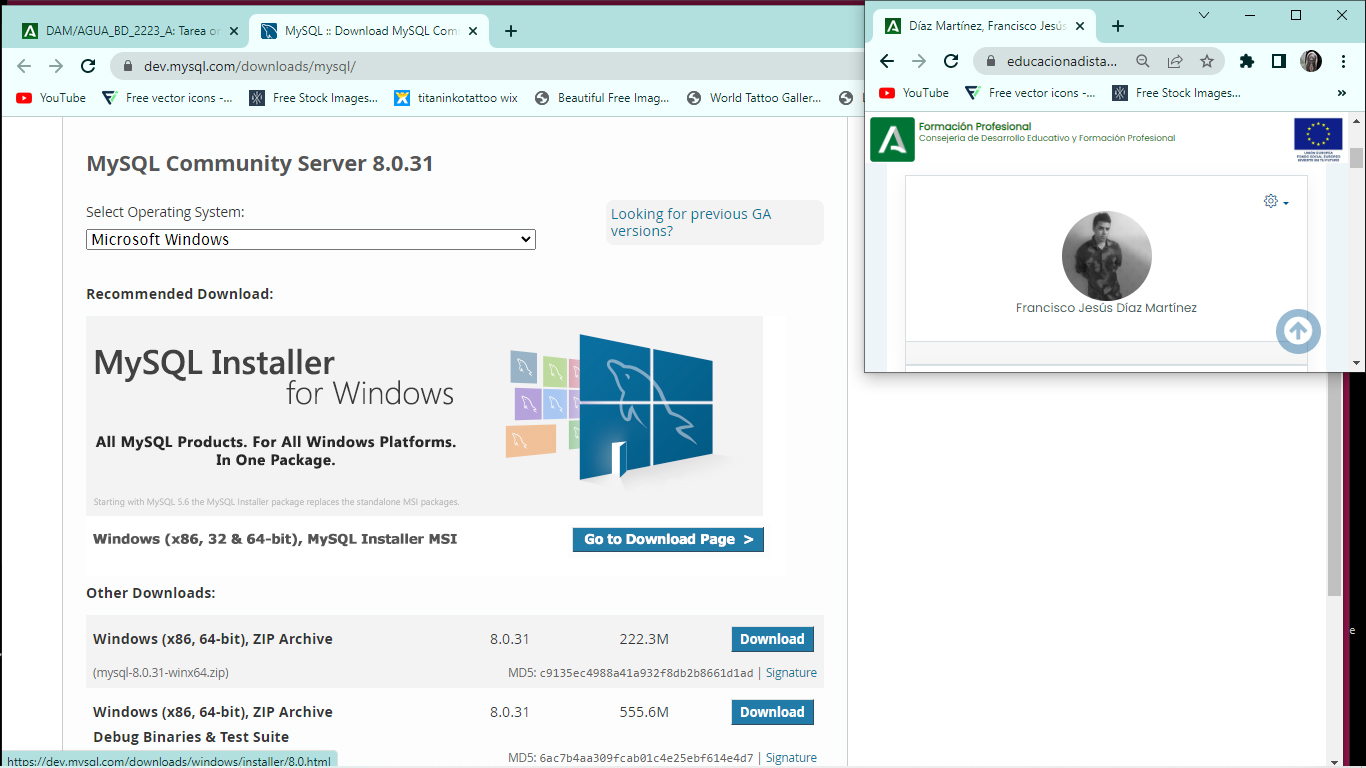 DAM/AGUA_BD_2223_A: Tarea or
MySQL :: Download MySQL Com
dev.mysql.com/downloads/mysql/
YouTube
Free vector icons -...
Free Stock Images...
titaninkotattoo wix
Beautiful Free Imag...
World Tattoo Galler...
MySQL Community Server 8.0.31
Select Operating System:
Microsoft Windows
Looking for previous GA
versions?
Recommended Download:
MySQL Installer
for Windows
All MySQL Products. For All Windows Platforms.
In One Package.
Starting with MySQL 5.6 the MySQL Installer package replaces the standalone MSI packages.
Windows (x86, 32 & 64-bit), MySQL Installer MSI
Go to Download Page >
Other Downloads:
Windows (x86, 64-bit), ZIP Archive
8.0.31
222.3M
Download
(mysql-8.0.31-winx64.zip)
MD5: c9135ec4988a41a932f8db2b8661d1ad | Signature
Windows (x86, 64-bit), ZIP Archive
8.0.31
555.6M
Download
Debug Binaries & Test Suite
MD5: 6ac7b4aa309fcab01c4e25ebf614e4d7 | Signature
https://dev.mysql.com/downloads/windows/installer/8.0.html
Díaz Martínez, Francisco Jesús
educacionadista...
YouTube
Free vector icons -...
Free Stock Images...
»
Formación Profesional
Consejería de Desarrollo Educativo y Formación Profesional
UNIÓN EUROPEA
FONDO SOCIAL EUROPEO
Francisco Jesús Díaz Martínez
e